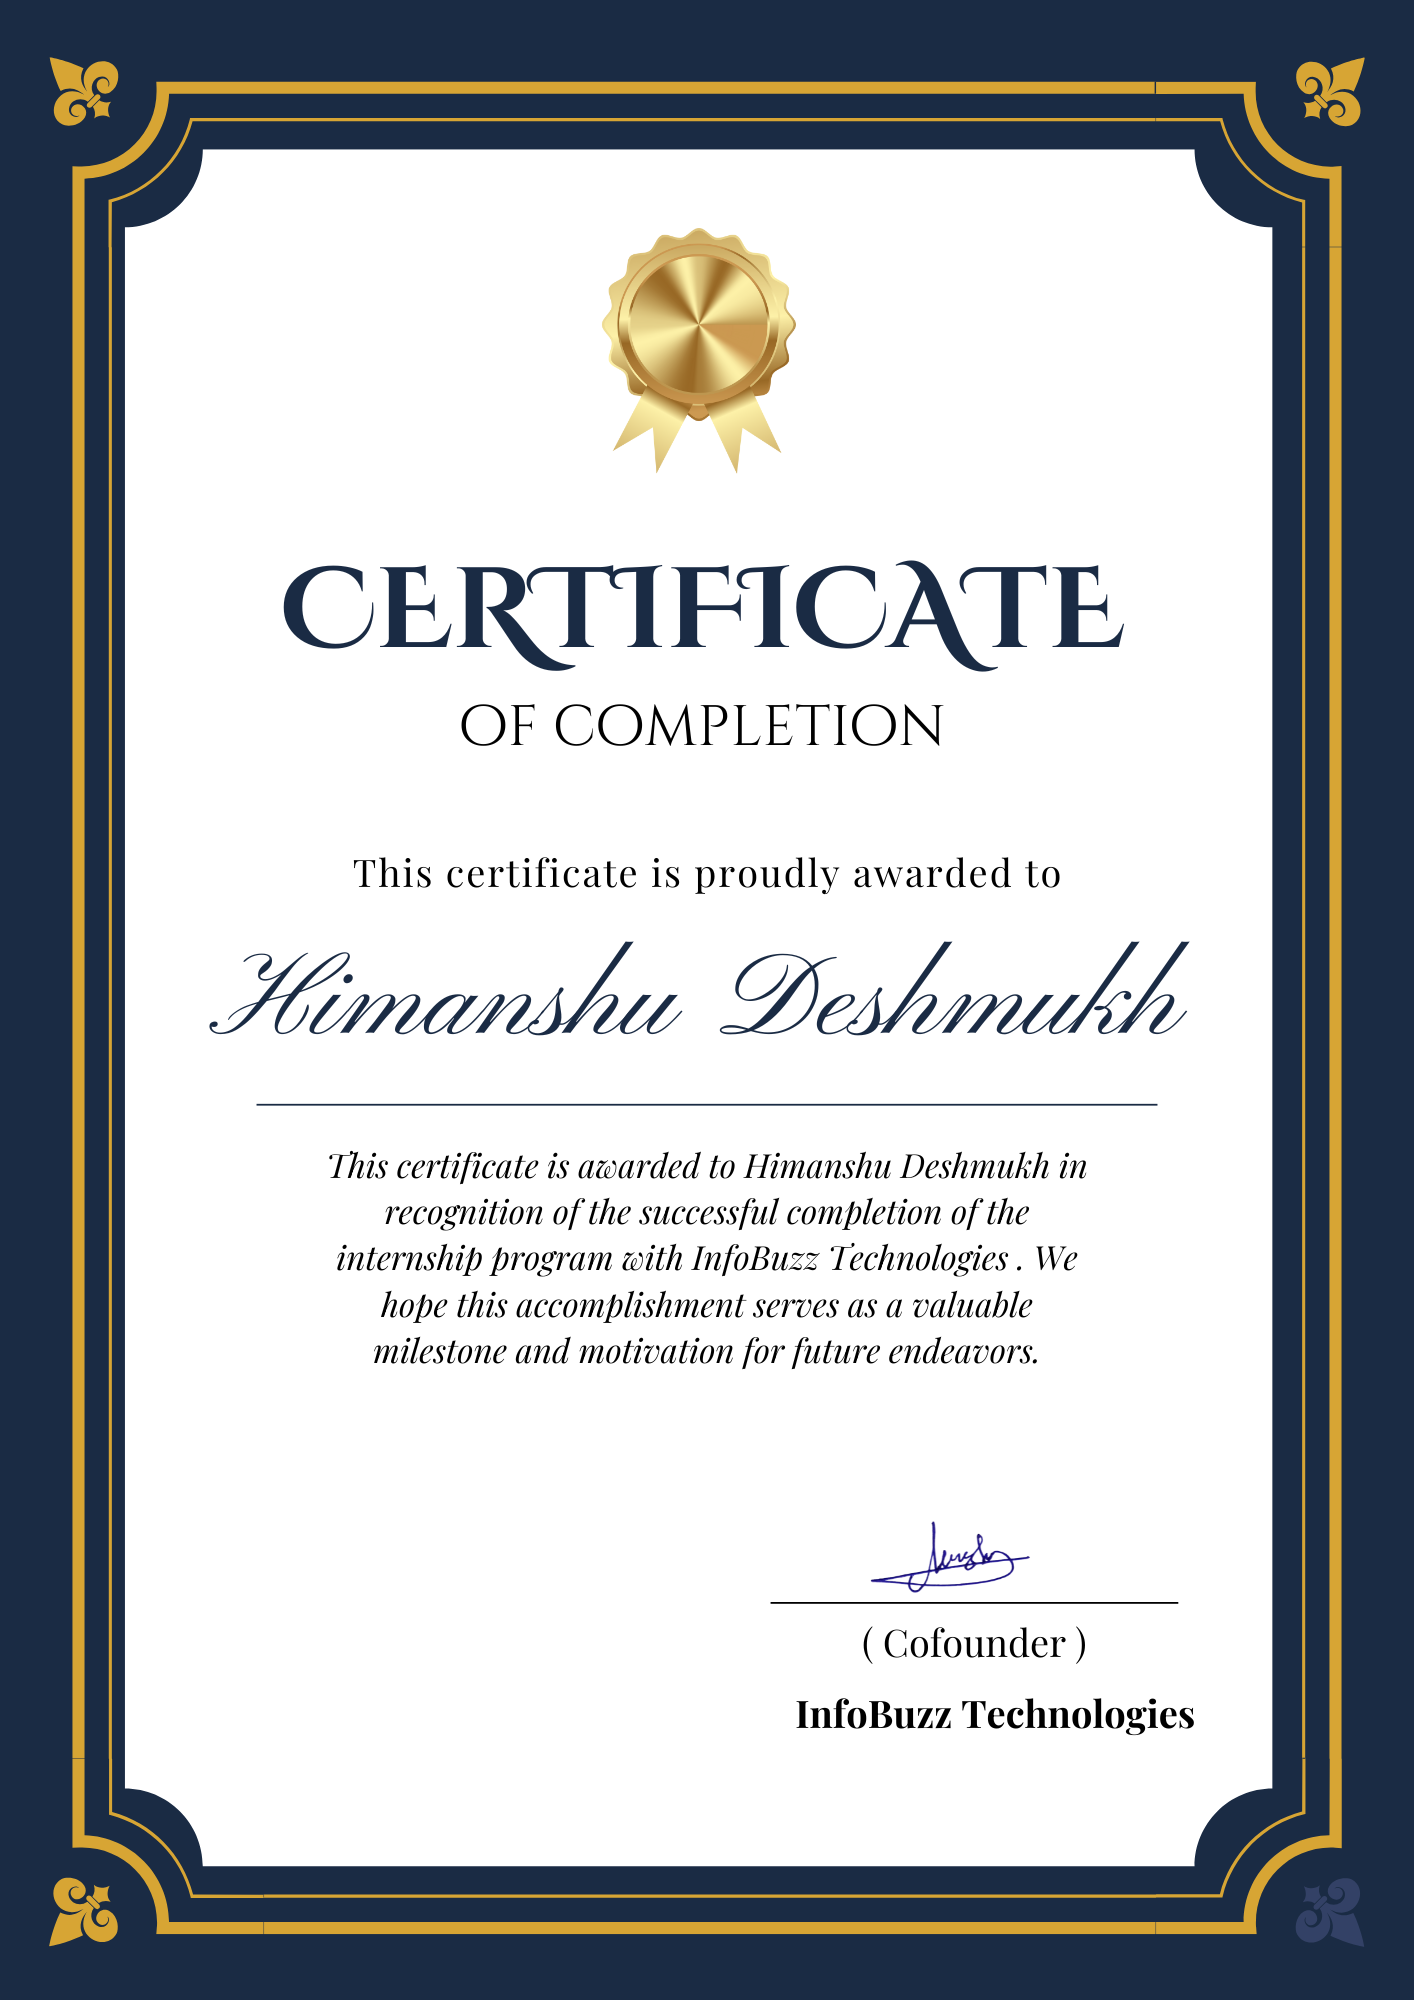 CERTIFICATE
OF COMPLETION
This certificate is proudly awarded to
Himanshu Deshmukh
This certificate is awarded to Himanshu Deshmukh in
recognition of the successful completion of the
internship program with InfoBuzz Technologies . We
hope this accomplishment serves as a valuable
milestone and motivation for future endeavors.
( Cofounder )
InfoBuzz Technologies